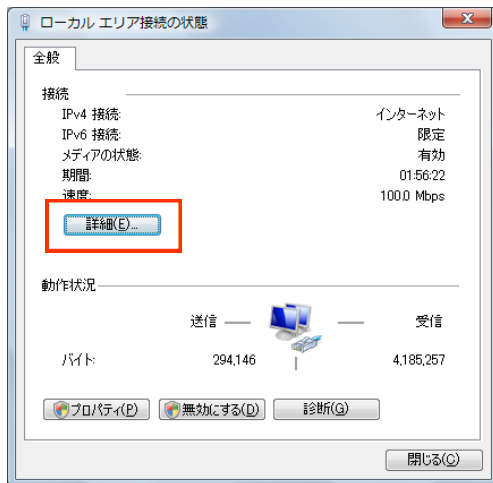 ローカル エリア接続の状態
全般
接続
IPv4 接続: インターネット
IPv6 接続: 限定
メディアの状態: 有効
期間: 01:56:22
速度: 100.0 Mbps
詳細(E)...
動作状況
送信 受信
バイト: 294,146 4,185,257
プロパティ(P) 無効にする(D) 診断(G)
閉じる(C)